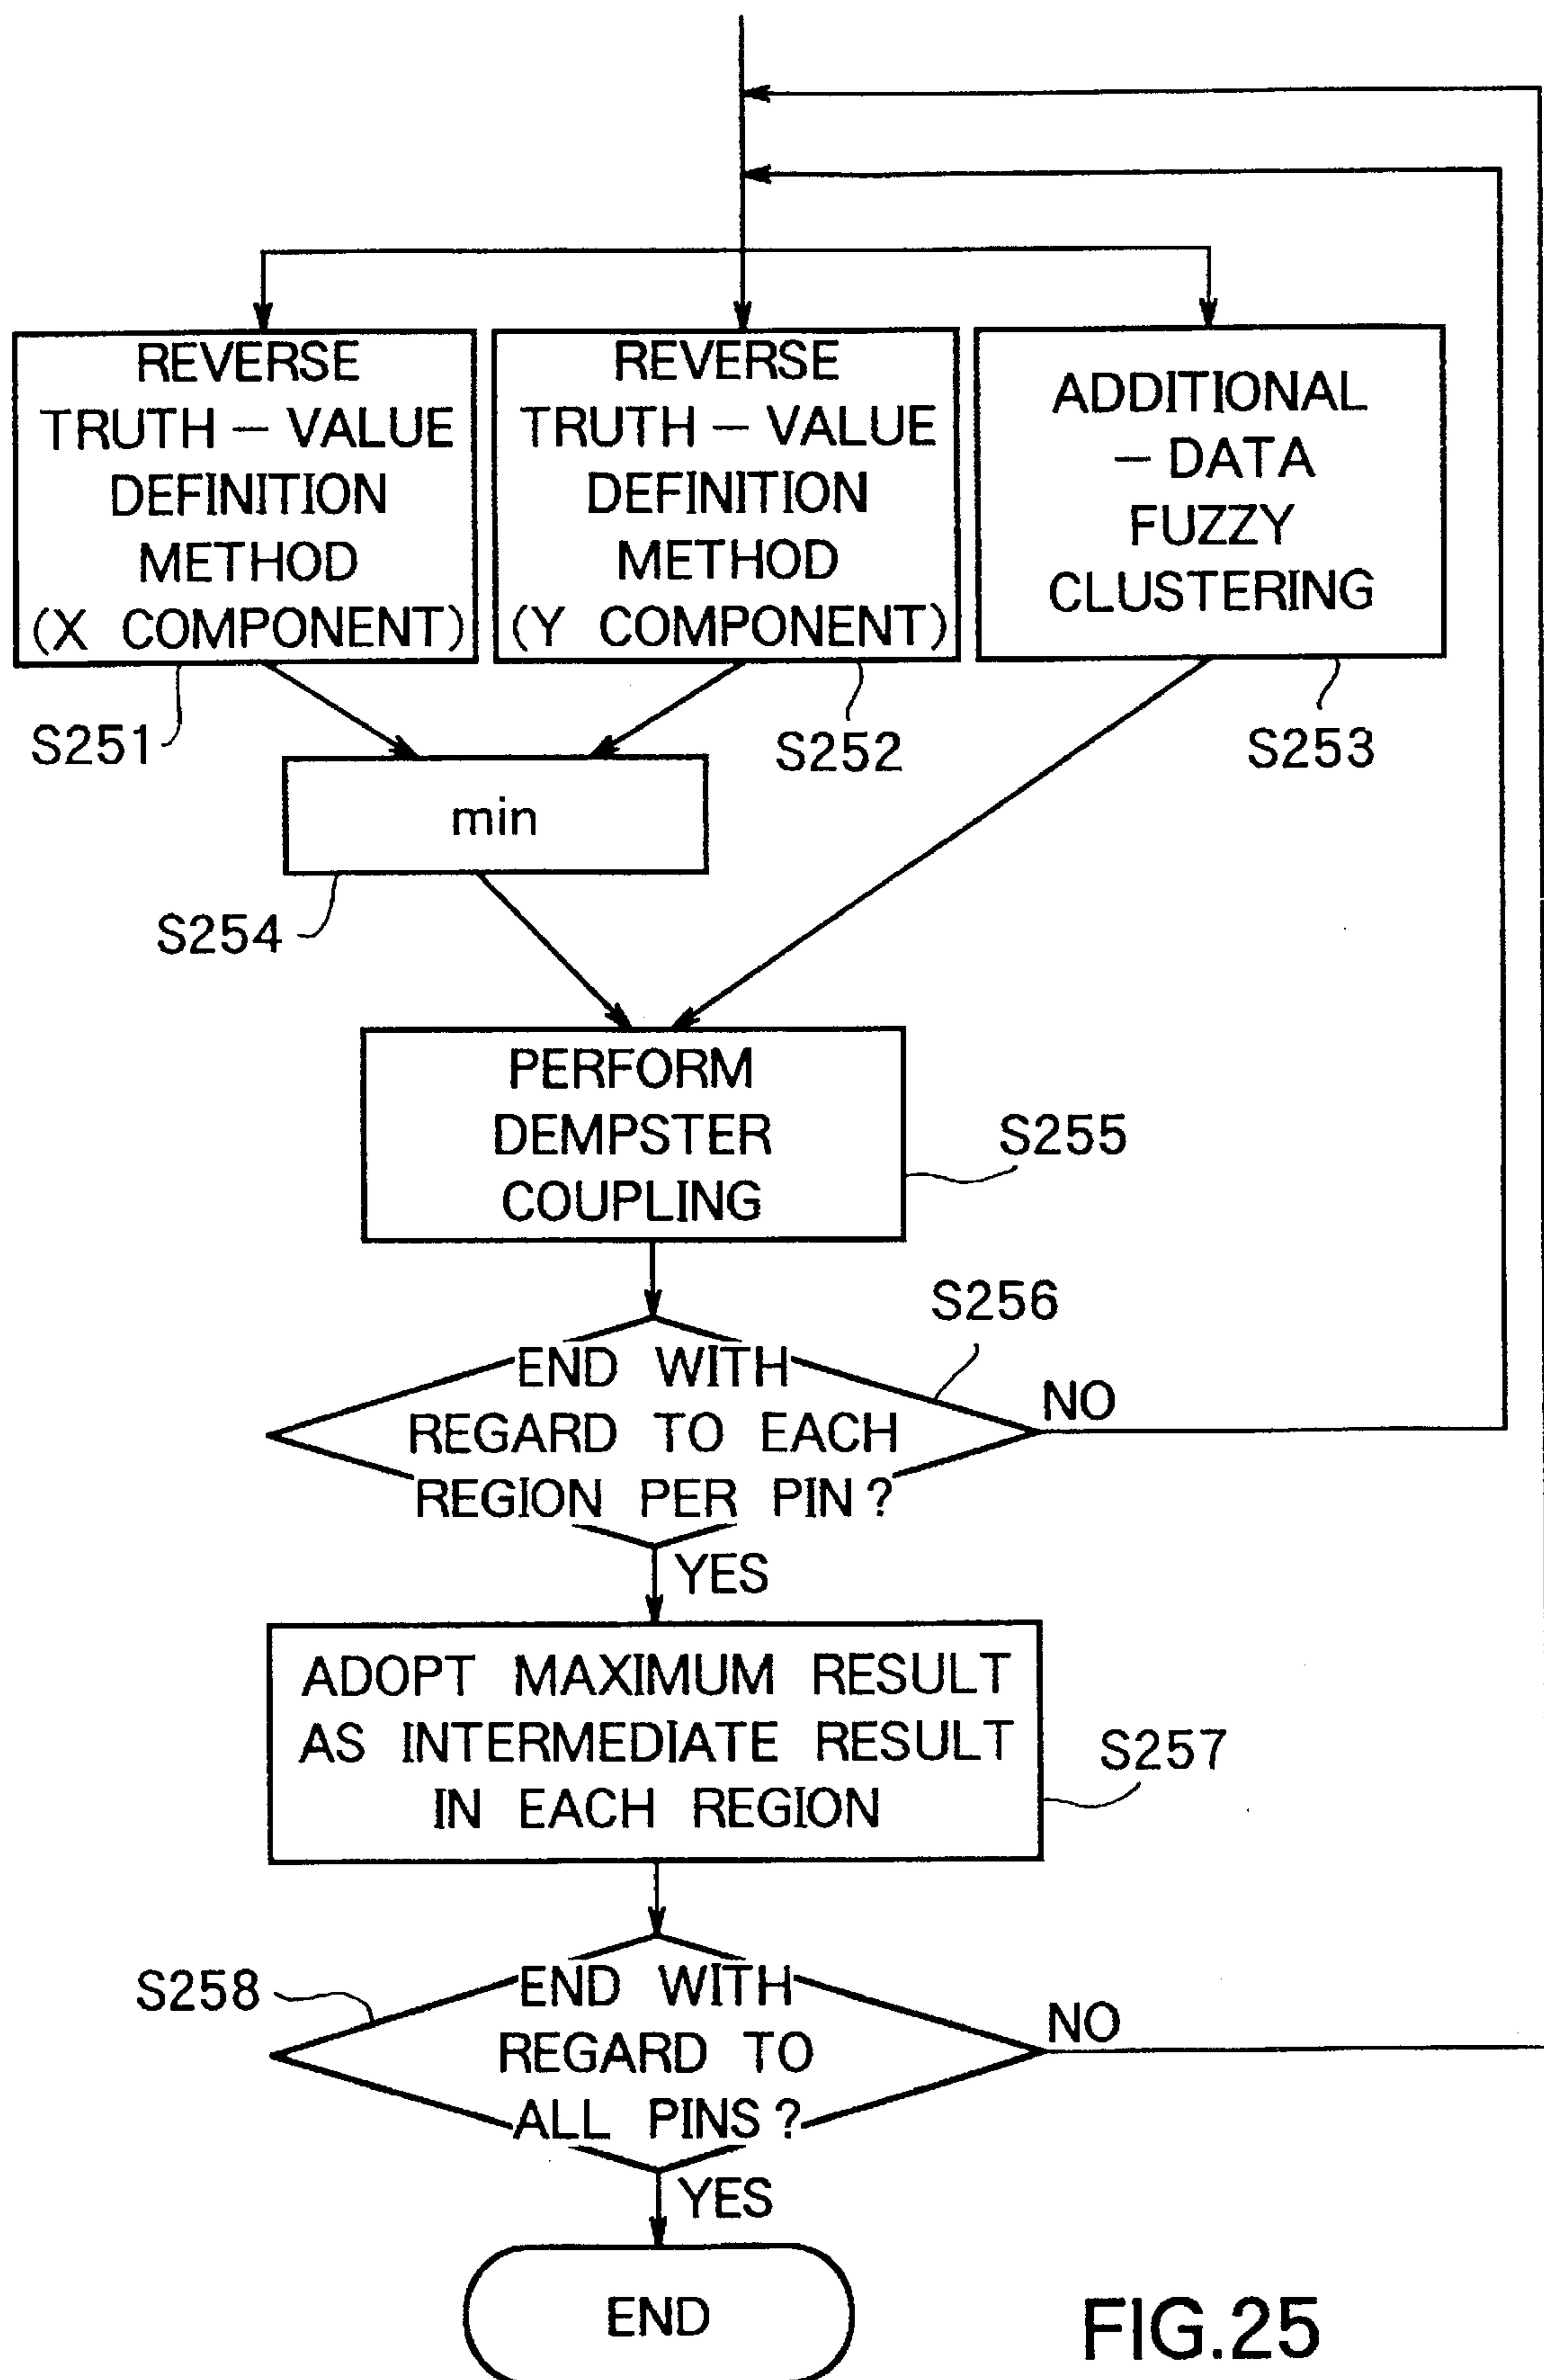 REVERSE
TRUTH – VALUE
DEFINITION
METHOD
(X COMPONENT)
REVERSE
TRUTH – VALUE
DEFINITION
METHOD
(Y COMPONENT)
ADDITIONAL
– DATA
FUZZY
CLUSTERING
S251
S252
S253
min
S254
PERFORM
DEMPSTER
COUPLING
S255
S256
END WITH
REGARD TO EACH
REGION PER PIN?
NO
YES
ADOPT MAXIMUM RESULT
AS INTERMEDIATE RESULT
IN EACH REGION
S257
S258
END WITH
REGARD TO
ALL PINS?
NO
YES
END
FIG.25